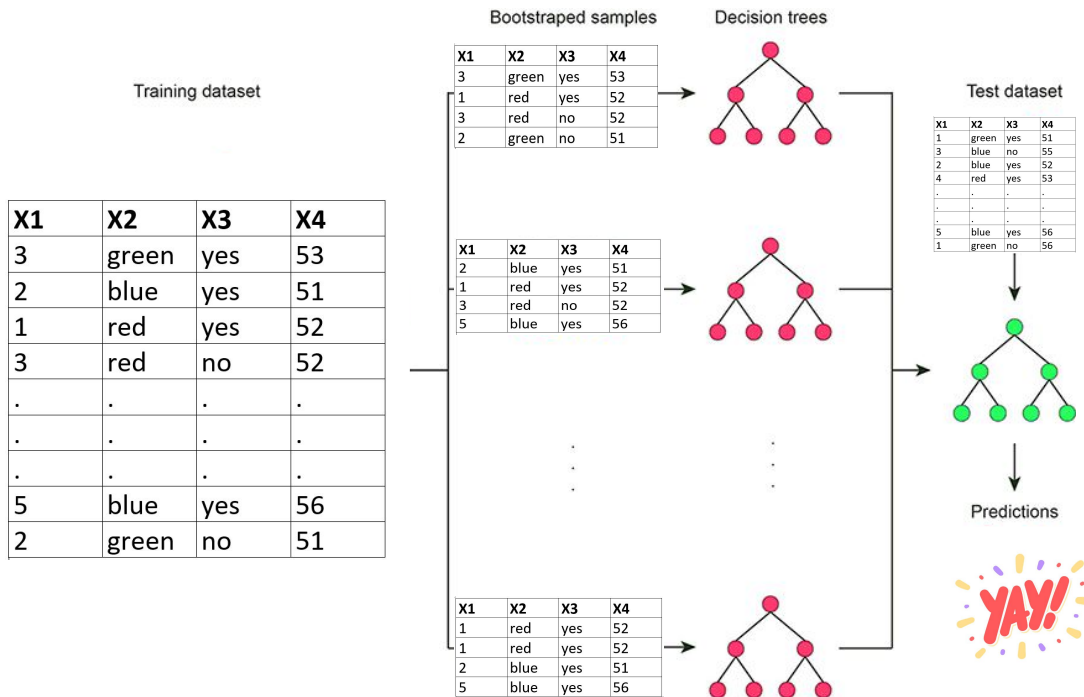 Training dataset
X1 X2 X3 X4
3 green yes 53
2 blue yes 51
1 red yes 52
3 red no 52
. . . .
. . . .
. . . .
5 blue yes 56
2 green no 51
Bootstraped samples
X1 X2 X3 X4
3 green yes 53
1 red yes 52
3 red no 52
2 green no 51
X1 X2 X3 X4
2 blue yes 51
1 red yes 52
3 red no 52
5 blue yes 56
.
.
.
X1 X2 X3 X4
1 red yes 52
1 red yes 52
2 blue yes 51
5 blue yes 56
Decision trees
.
.
.
Test dataset
X1 X2 X3 X4
1 green yes 51
3 blue no 55
2 blue yes 52
4 red yes 53
. . . .
. . . .
. . . .
5 blue yes 56
1 green no 56
Predictions
YAY!